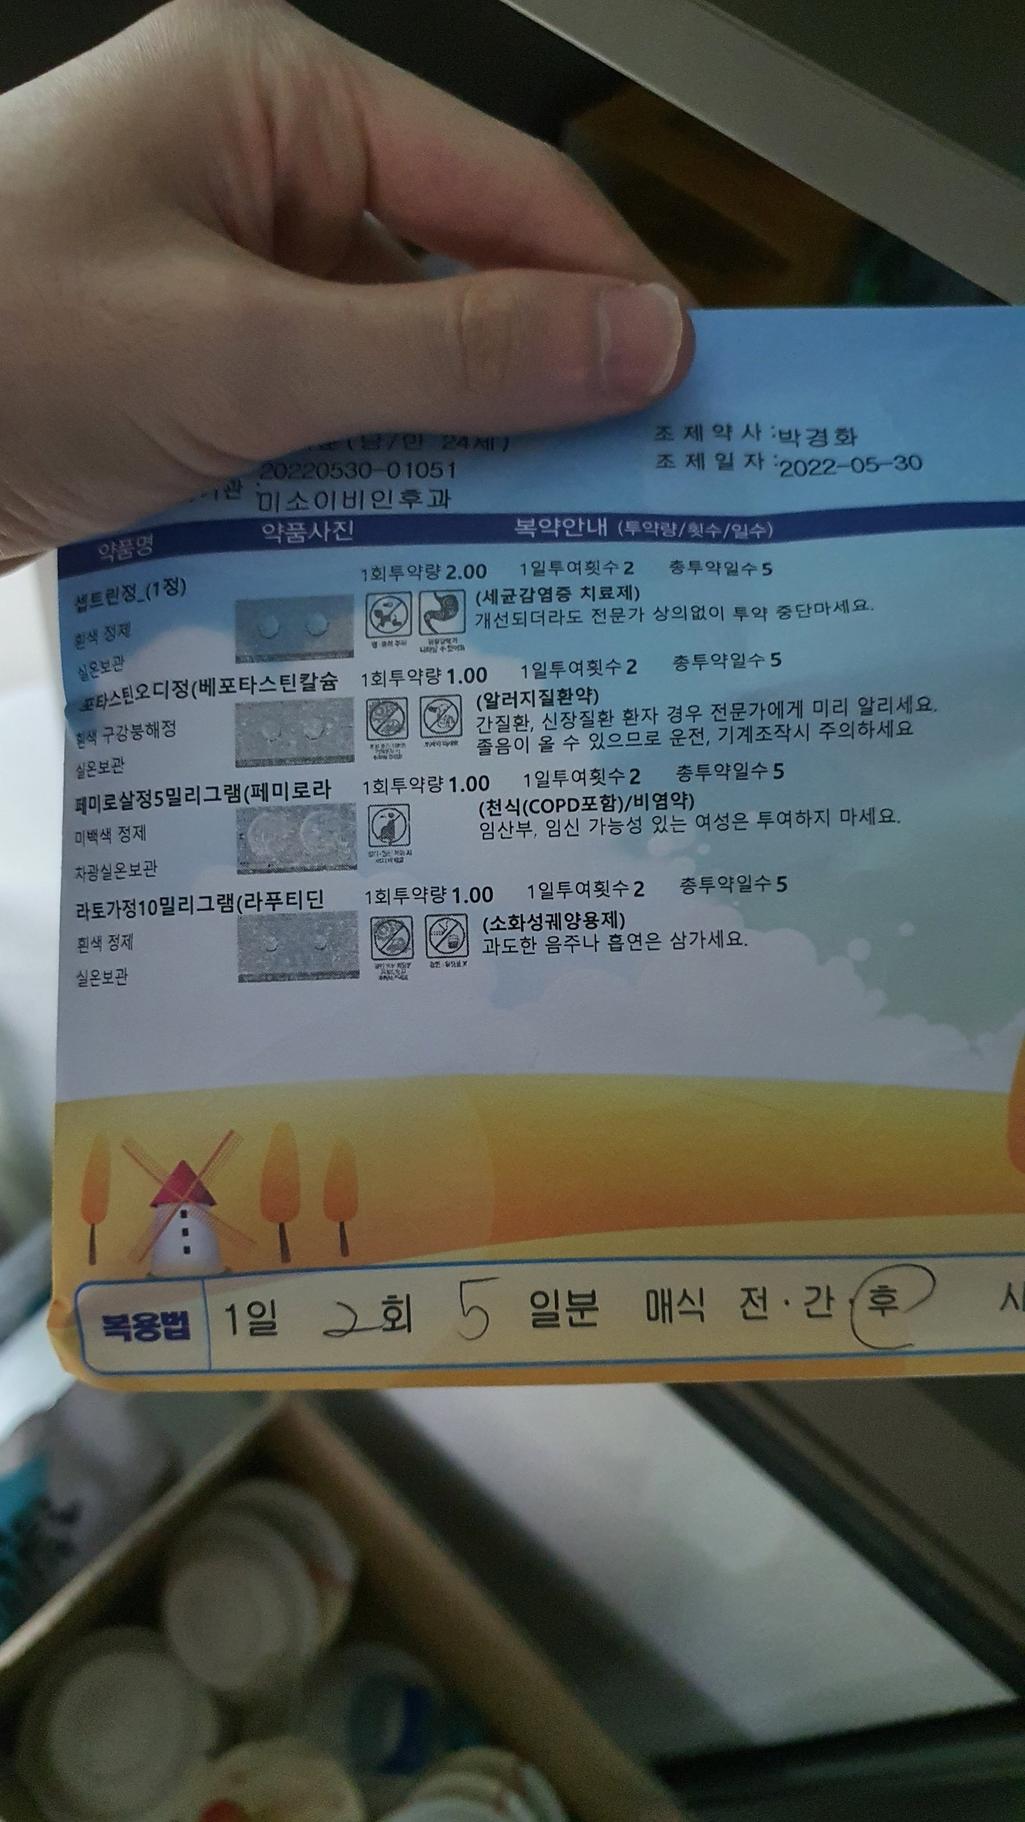 24세)
조 제 약 사 : 박경화
20220530-01051
조 제 일 자 : 2022-05-30
미소이비인후과
약품명 약품사진 복약안내 (투약량/횟수/일수)
셉트린정_(1정) 1회투약량 2.00 1일투여횟수 2 총투약일수 5
(세균감염증 치료제)
흰색 정제 개선되더라도 전문가 상의없이 투약 중단마세요.
실온보관
포타스틴오디정(베포타스틴칼슘 1회투약량 1.00 1일투여횟수 2 총투약일수 5
(알러지질환약)
흰색 구강붕해정 간질환, 신장질환 환자 경우 전문가에게 미리 알리세요.
실온보관 졸음이 올 수 있으므로 운전, 기계조작시 주의하세요
페미로살정5밀리그램(페미로라 1회투약량 1.00 1일투여횟수 2 총투약일수 5
(천식(COPD포함)/비염약)
미백색 정제 임산부, 임신 가능성 있는 여성은 투여하지 마세요.
차광실온보관
라토가정10밀리그램(라푸티딘 1회투약량 1.00 1일투여횟수 2 총투약일수 5
(소화성궤양용제)
흰색 정제 과도한 음주나 흡연은 삼가세요.
실온보관
복용법 1일 2회 5 일분 매식 전·간·후